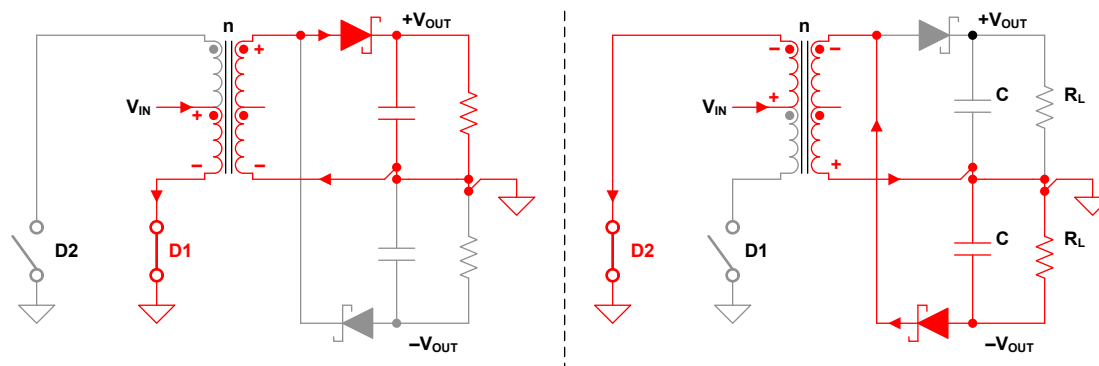 n
+VOUT
VIN
+
+
–
–
D2
D1
–VOUT
n
+VOUT
–
–
VIN
+
C
RL
+
D2
D1
C
RL
–VOUT